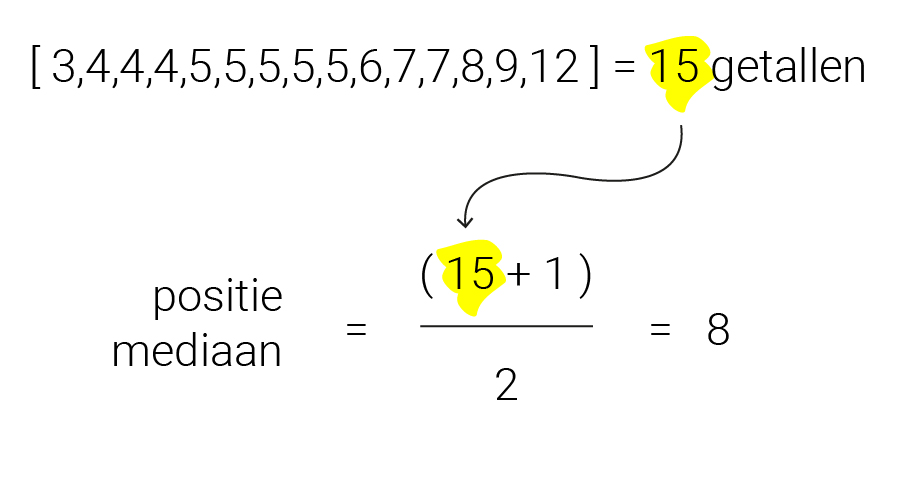 [ 3,4,4,4,5,5,5,5,5,6,7,7,8,9,12 ] = 15 getallen
( 15 + 1 )
positie
mediaan = = 8
2